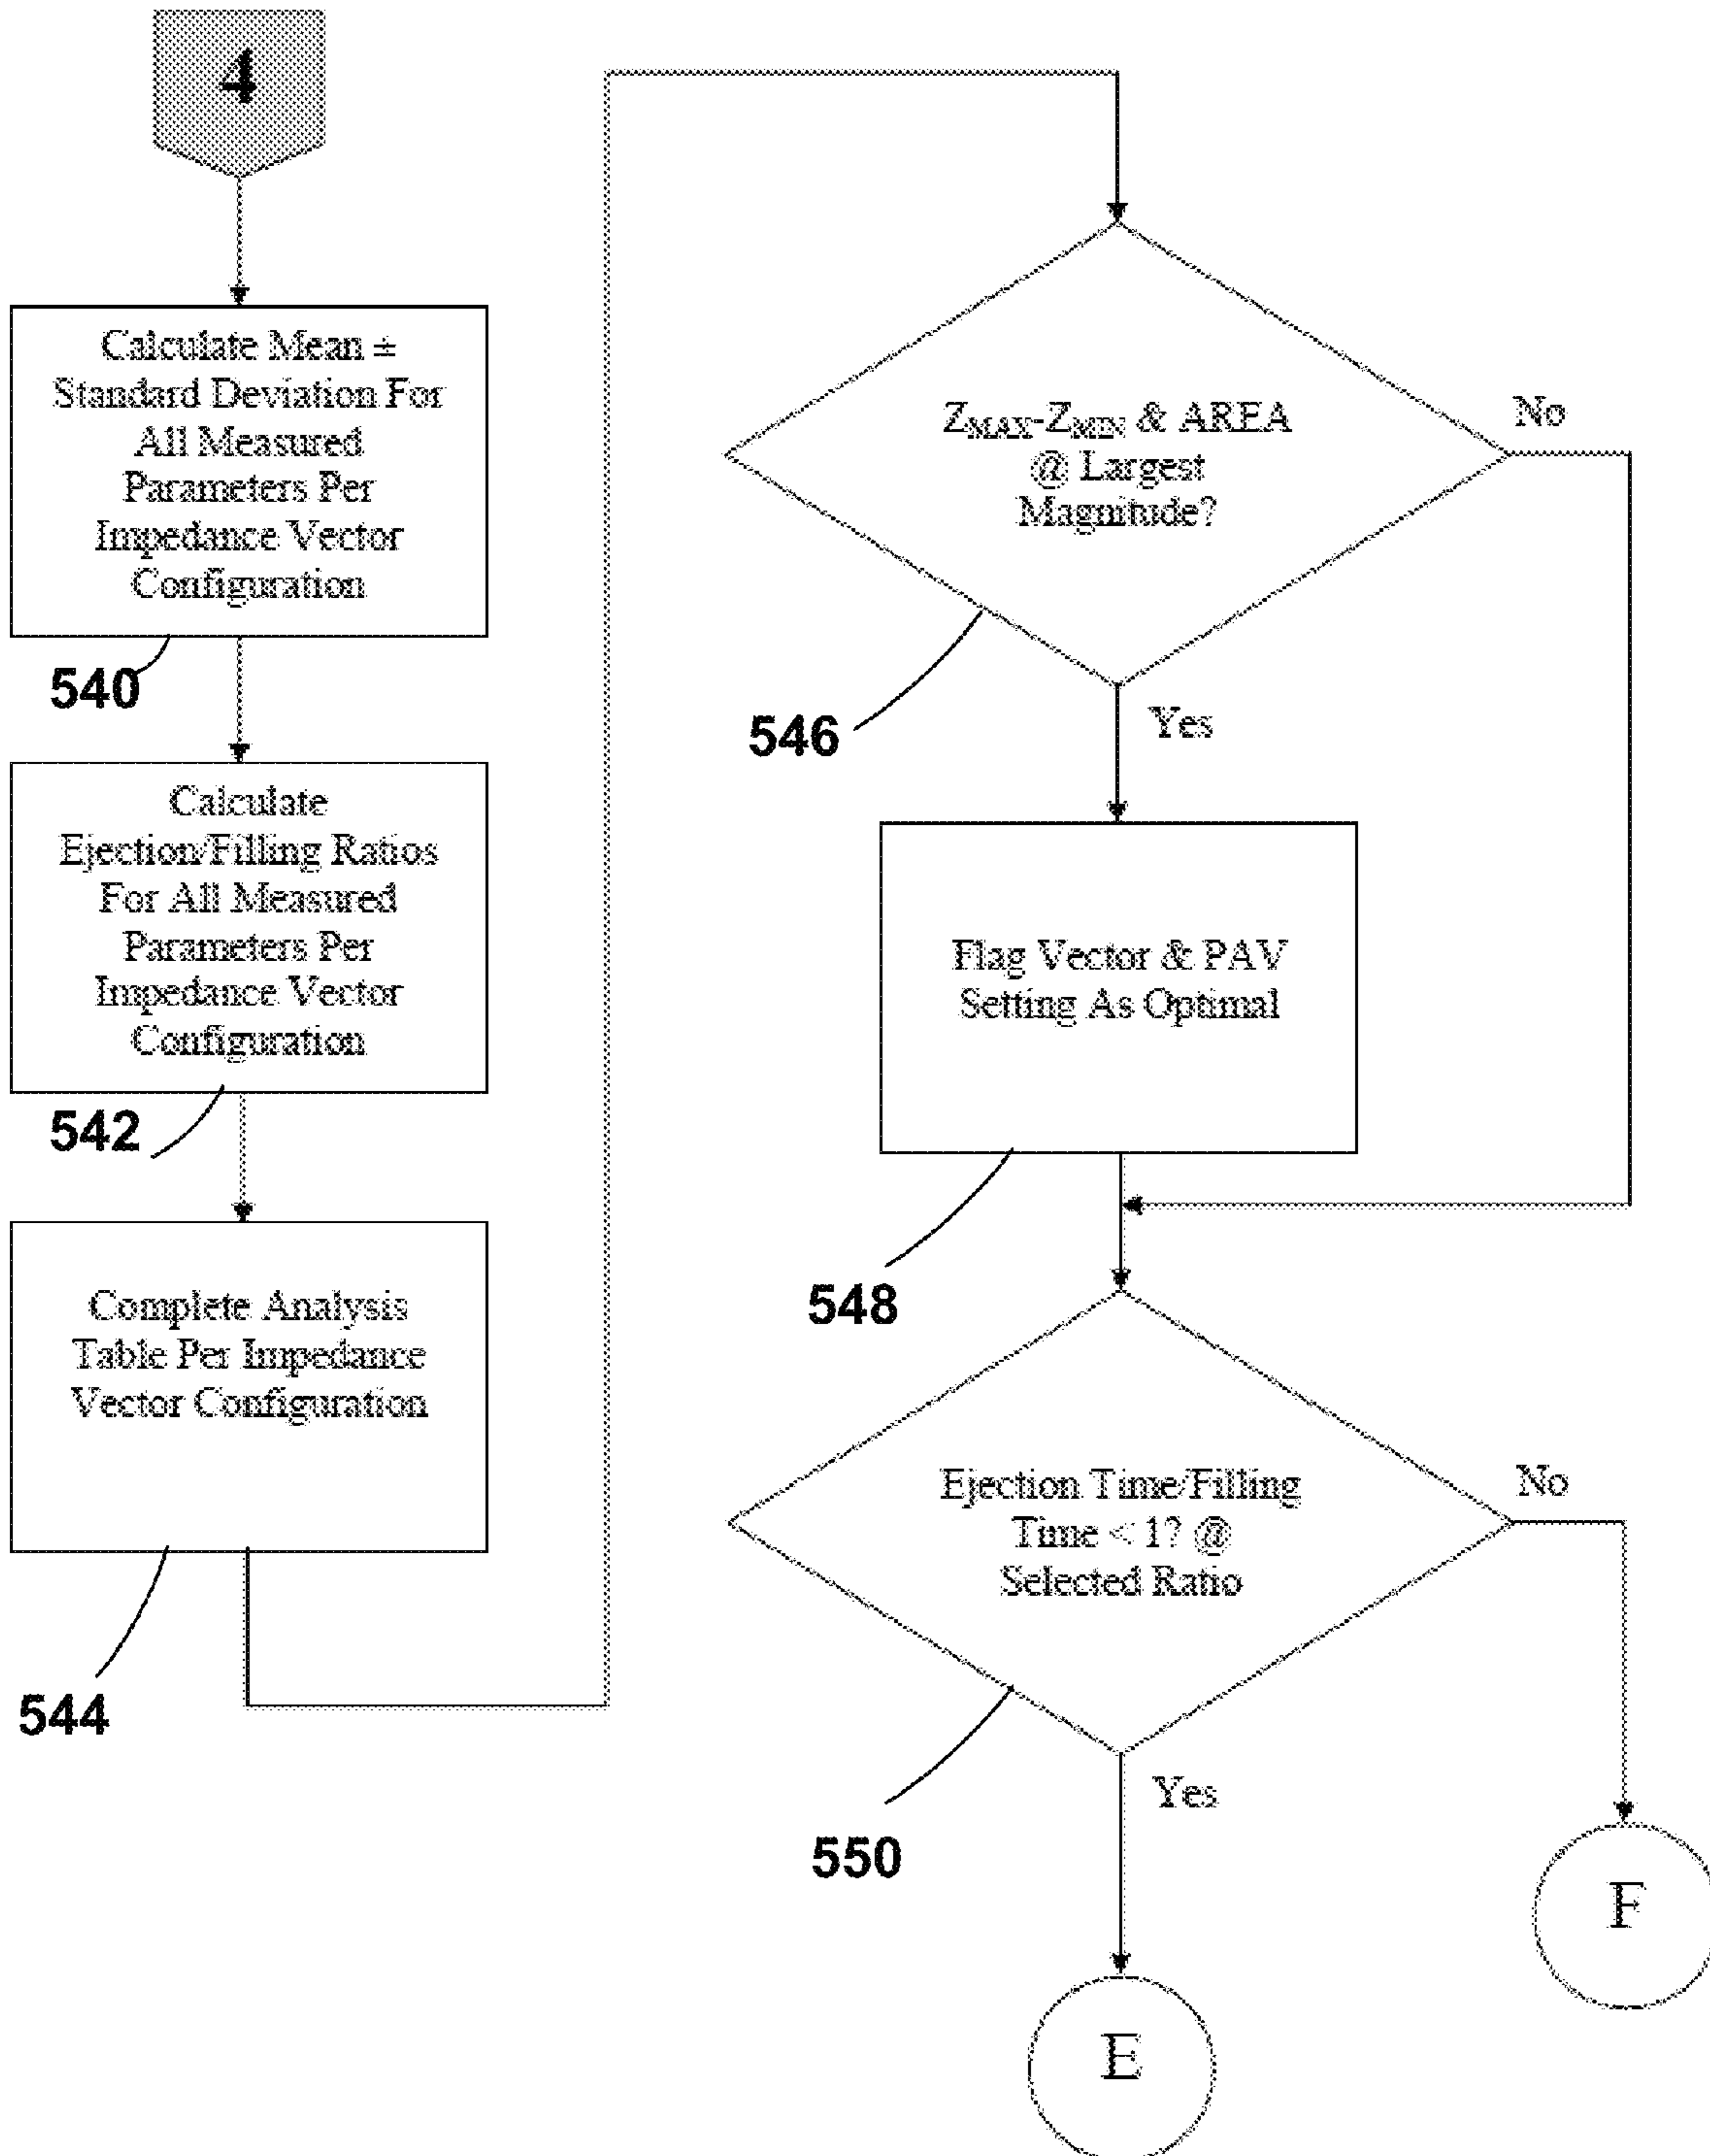 4
Calculate Mean ±
Standard Deviation For
All Measured
Parameters Per
Impedance Vector
Configuration
540
Calculate
Ejection/Filling Ratios
For All Measured
Parameters Per
Impedance Vector
Configuration
542
Complete Analysis
Table Per Impedance
Vector Configuration
544
ZMAX-ZMIN & AREA
@ Largest
Magnitude?
No
546
Yes
Flag Vector & PAV
Setting As Optimal
548
Ejection Time/Filling
Time < 1? @
Selected Ratio
No
550
Yes
F
E